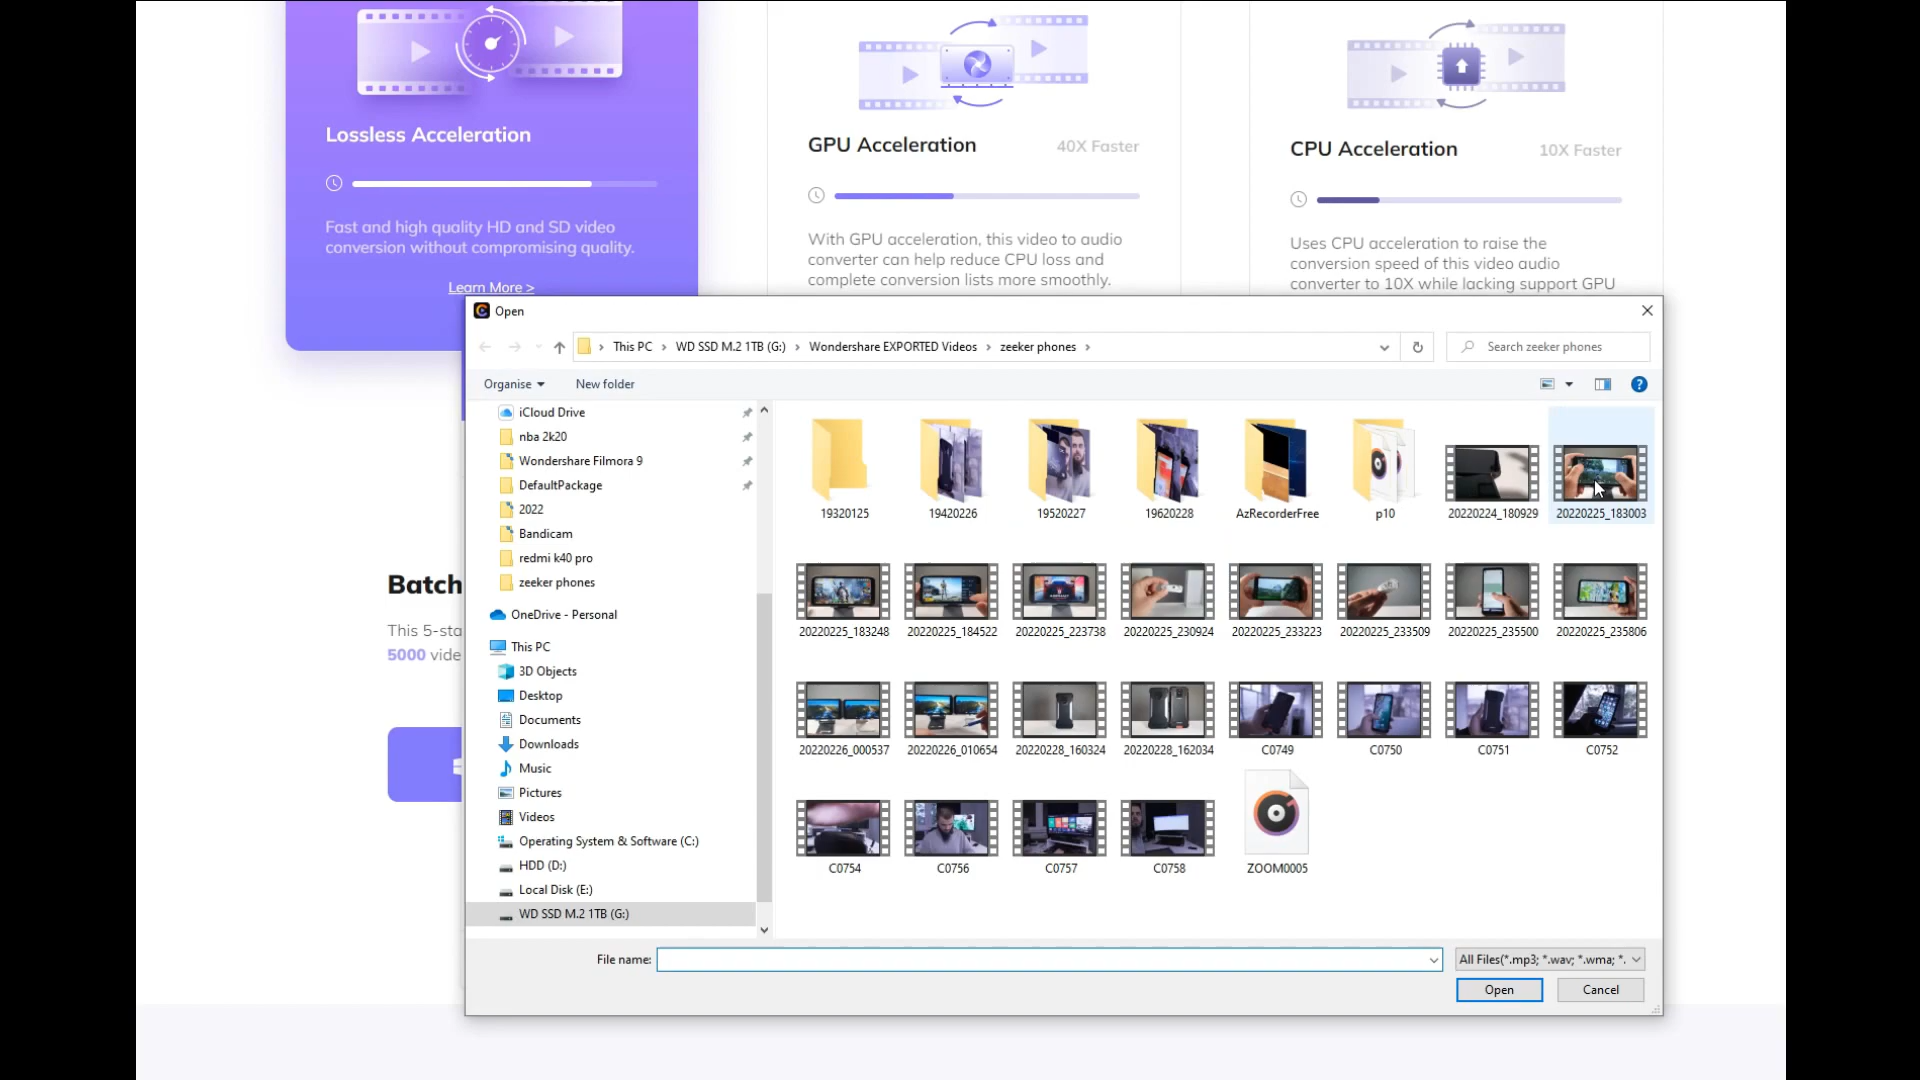 Lossless Acceleration
Fast and high quality HD and SD video
conversion without compromising quality.
Learn More >
GPU Acceleration
40X Faster
With GPU acceleration, this video to audio
converter can help reduce CPU loss and
complete conversion lists more smoothly.
CPU Acceleration
10X Faster
Uses CPU acceleration to raise the
conversion speed of this video audio
converter to 10X while lacking support GPU
Batch
This 5-sta
5000 vide
Open
This PC > WD SSD M.2 1TB (G:) > Wondershare EXPORTED Videos > zeeker phones >
Search zeeker phones
Organise
New folder
iCloud Drive
nba 2k20
Wondershare Filmora 9
DefaultPackage
2022
Bandicam
redmi k40 pro
zeeker phones
OneDrive - Personal
This PC
3D Objects
Desktop
Documents
Downloads
Music
Pictures
Videos
Operating System & Software (C:)
HDD (D:)
Local Disk (E:)
WD SSD M.2 1TB (G:)
19320125
19420226
19520227
19620228
AzRecorderFree
p10
20220224_180929
20220225_183003
20220225_183248
20220225_184522
20220225_223738
20220225_230924
20220225_233223
20220225_233509
20220225_235500
20220225_235806
20220226_000537
20220226_010654
20220228_160324
20220228_162034
C0749
C0750
C0751
C0752
C0754
C0756
C0757
C0758
ZOOM0005
File name:
All Files(*.mp3; *.wav; *.wma; *.
Open
Cancel